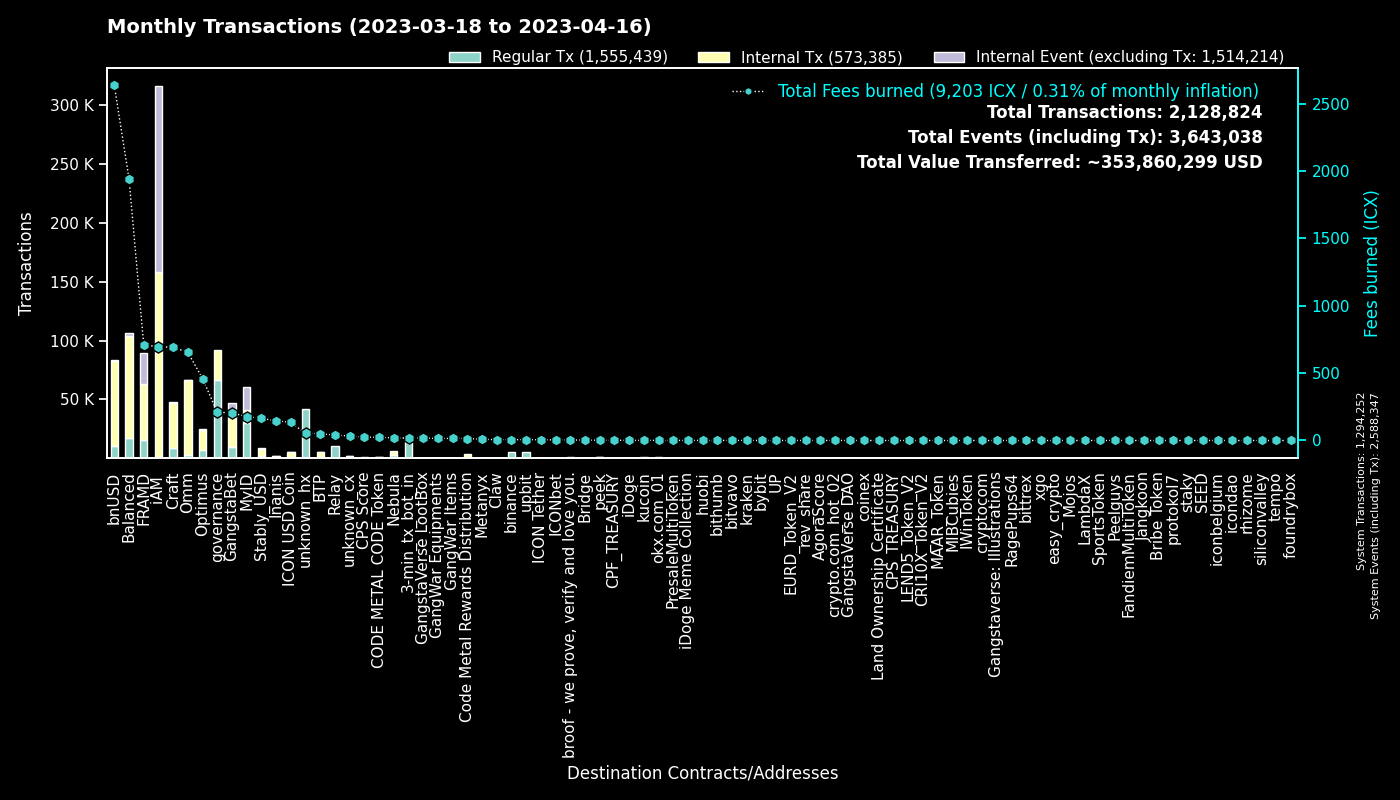 Monthly Transactions (2023-03-18 to 2023-04-16)
Regular Tx (1,555,439)
Internal Tx (573,385)
Internal Event (excluding Tx: 1,514,214)
Total Fees burned (9,203 ICX / 0.31% of monthly inflation)
Total Transactions: 2,128,824
Total Events (including Tx): 3,643,038
Total Value Transferred: ~353,860,299 USD
Transactions
300 K
250 K
200 K
150 K
100 K
50 K
2500
2000
1500
1000
500
0
Fees burned (ICX)
System Transactions: 1,294,252
System Events (including Tx): 2,588,347
bnUSD
Balanced
FRAMD
IAM
Craft
Omm
Optimus
governance
GangstaBet
MyID
Stably_USD
Inanis
ICON USD Coin
unknown_hx
BTP
Relay
unknown_cx
CPS Score
CODE METAL CODE Token
Nebula
3-min_tx_bot_in
GangstaVerse LootBox
GangWar Equipments
GangWar Items
Code Metal Rewards Distribution
Metanyx
Claw
binance
upbit
ICON Tether
ICONbet
broof - we prove, verify and love you.
Bridge
peek
CPF_TREASURY
iDoge
kucoin
okx.com_01
PresaleMultiToken
iDoge Meme Collection
huobi
bithumb
bitvavo
kraken
bybit
UP
EURD_Token_V2
Trev_share
AgoraScore
crypto.com_hot_02
GangstaVerse DAO
coinex
Land Ownership Certificate
CPS_TREASURY
LEND5_Token_V2
CRI10X_Token_V2
MAAR_Token
MIBCubies
IWinToken
cryptocom
Gangstaverse: Illustrations
RagePups64
bittrex
xgo
easy_crypto
Mojos
LambdaX
SportsToken
Peelguys
FandiemMultiToken
Jangkoon
Bribe Token
protokol7
staky
SEED
iconbelgium
icondao
rhizome
siliconvalley
tempo
foundrybox
Destination Contracts/Addresses